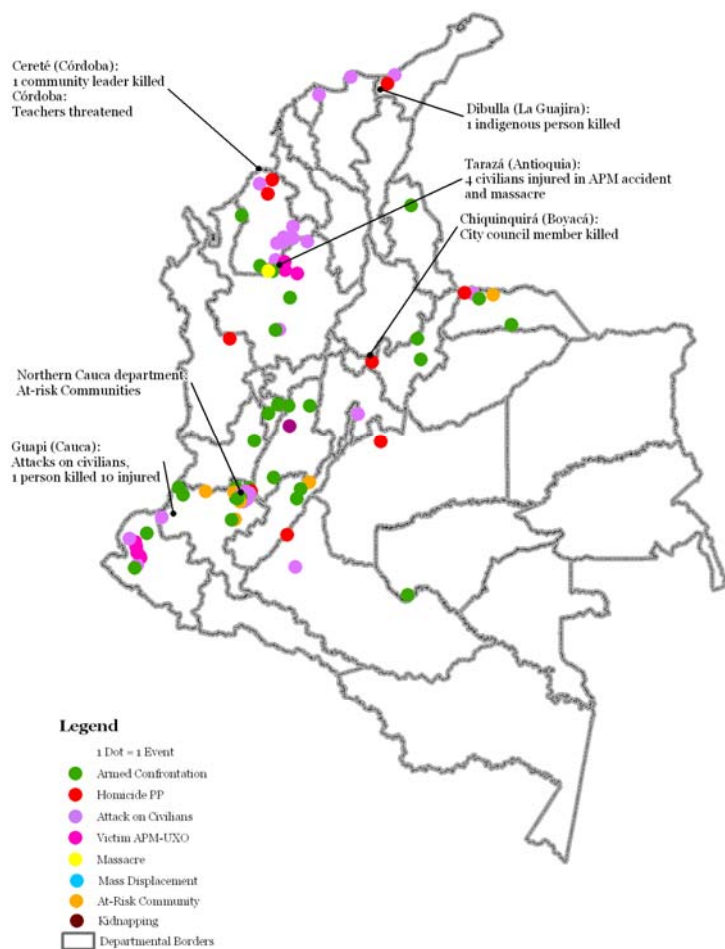 Cereté (Córdoba):
1 community leader killed
Córdoba:
Teachers threatened
Dibulla (La Guajira):
1 indigenous person killed
Tarazá (Antioquia):
4 civilians injured in APM accident
and massacre
Chiquinquirá (Boyacá):
City council member killed
Northern Cauca department:
At-risk Communities
Guapi (Cauca):
Attacks on civilians,
1 person killed 10 injured
Legend
1 Dot = 1 Event
Armed Confrontation
Homicide PP
Attack on Civilians
Victim APM-UXO
Massacre
Mass Displacement
At-Risk Community
Kidnapping
Departmental Borders